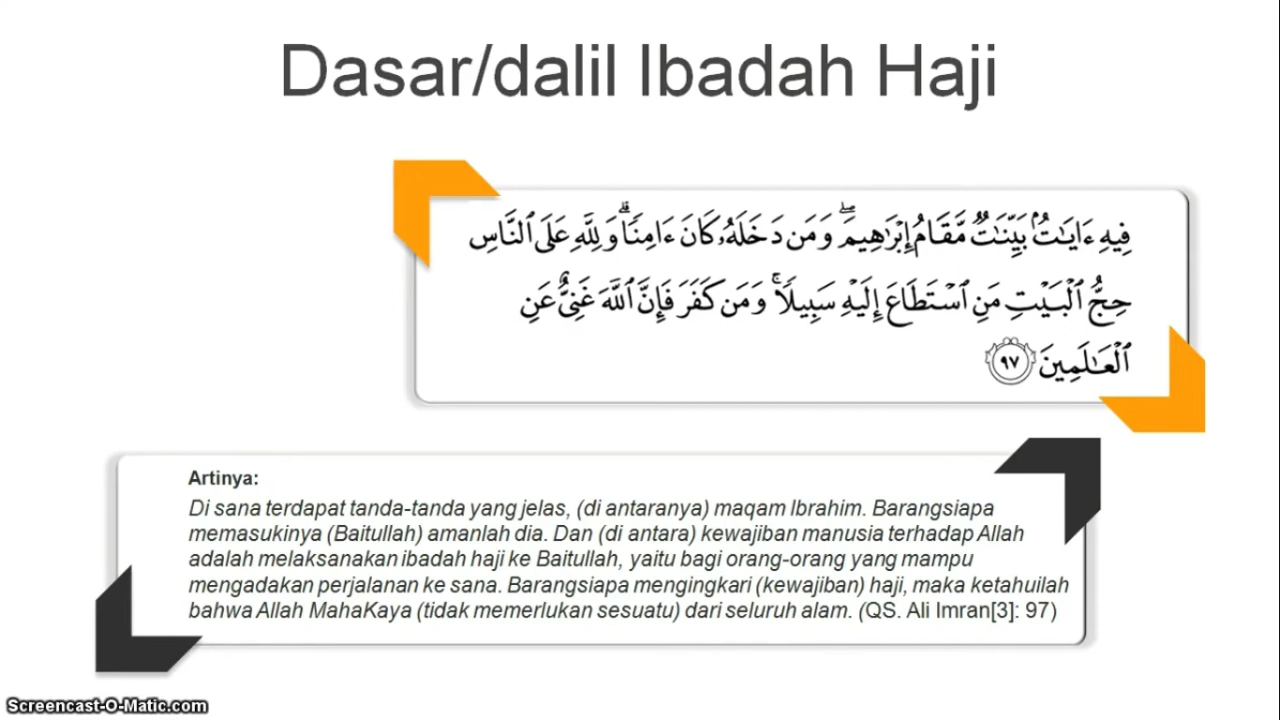 Dasar/dalil Ibadah Haji
فِيهِ ءَايَـٰتٌۢ بَيِّنَـٰتٌ مَّقَامُ إِبْرَٰهِيمَ ۖ وَمَن دَخَلَهُۥ كَانَ ءَامِنًا ۗ وَلِلَّهِ عَلَى ٱلنَّاسِ
حِجُّ ٱلْبَيْتِ مَنِ ٱسْتَطَاعَ إِلَيْهِ سَبِيلًا ۚ وَمَن كَفَرَ فَإِنَّ ٱللَّهَ غَنِىٌّ عَنِ
ٱلْعَـٰلَمِينَ ٩٧
Artinya:
Di sana terdapat tanda-tanda yang jelas, (di antaranya) maqam Ibrahim. Barangsiapa
memasukinya (Baitullah) amanlah dia. Dan (di antara) kewajiban manusia terhadap Allah
adalah melaksanakan ibadah haji ke Baitullah, yaitu bagi orang-orang yang mampu
mengadakan perjalanan ke sana. Barangsiapa mengingkari (kewajiban) haji, maka ketahuilah
bahwa Allah MahaKaya (tidak memerlukan sesuatu) dari seluruh alam. (QS. Ali Imran[3]: 97)
Screencast-O-Matic.com